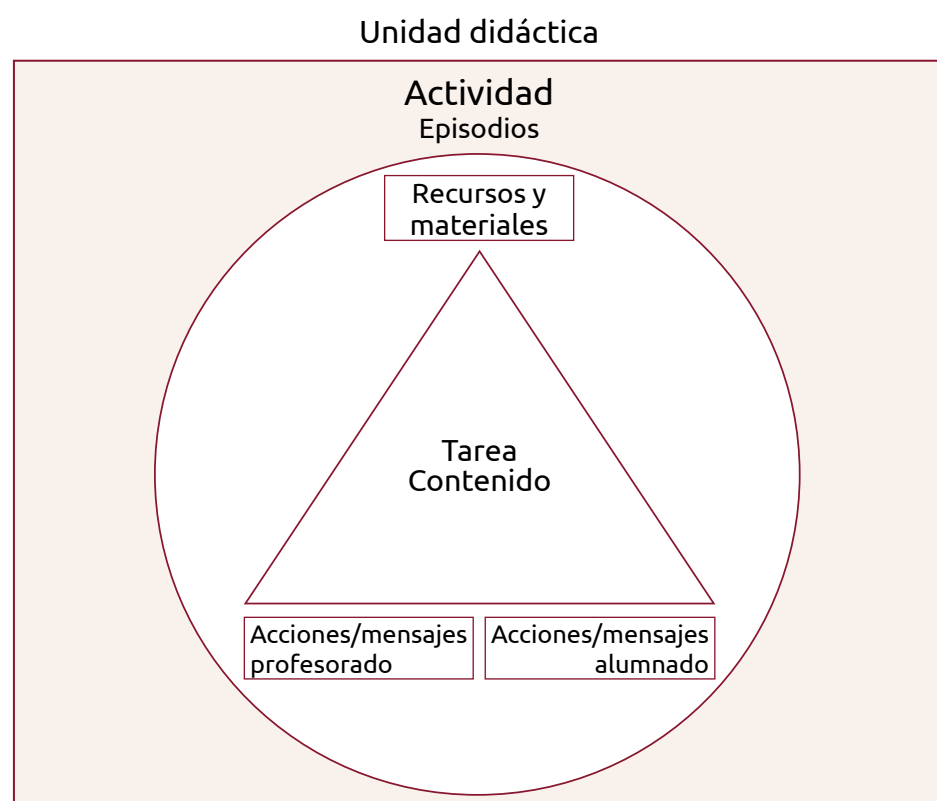 Unidad didáctica
Actividad
Episodios
Recursos y
materiales
Tarea
Contenido
Acciones/mensajes
profesorado
Acciones/mensajes
alumnado